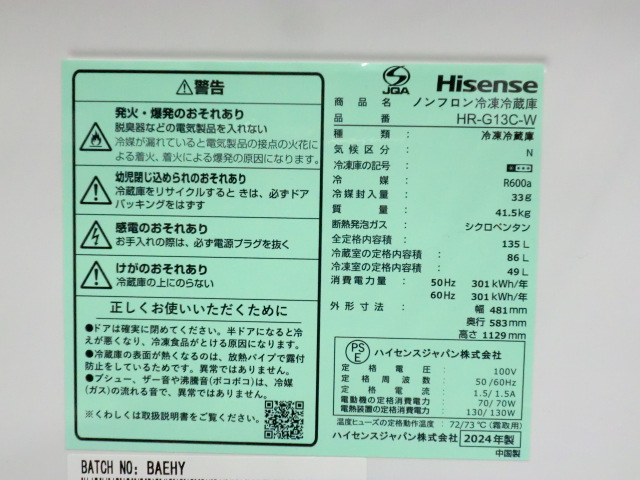 警告
発火・爆発のおそれあり
脱臭器などの電気製品を入れない
冷媒が漏れていると電気製品の接点の火花に
よる着火、着火による爆発の原因になります。
幼児閉じ込められのおそれあり
冷蔵庫をリサイクルするときは、必ずドア
パッキングをはずす
感電のおそれあり
お手入れの際は、必ず電源プラグを抜く
けがのおそれあり
冷蔵庫の上にのらない
正しくお使いいただくために
●ドアは確実に閉めてください。半ドアになると冷
えが悪くなり、冷凍食品がとける原因になります。
●冷蔵庫の表面が熱くなるのは、放熱パイプで露付
防止をしているためです。異常ではありません。
●プシュー、ザー音や沸騰音(ボコボコ)は、冷媒
(ガス)の流れる音で、異常ではありません。
※くわしくは取扱説明書をご覧ください。
JQA Hisense
商品名 : ノンフロン冷凍冷蔵庫
品番 : HR-G13C-W
種類 : 冷凍冷蔵庫
気候区分 : N
冷凍庫の記号 :
冷媒 : R600a
冷媒封入量 : 33g
質量 : 41.5kg
断熱発泡ガス : シクロペンタン
全定格内容積 : 135 L
冷蔵室の定格内容積 : 86 L
冷凍室の定格内容積 : 49 L
消費電力量 : 50Hz 301 kWh/年
60Hz 301 kWh/年
外形寸法 : 幅 481mm
奥行 583mm
高さ 1129mm
PSE ハイセンスジャパン株式会社
定格電圧 : 100V
定格周波数 : 50/60Hz
定格電流 : 1.5/1.5A
電動機の定格消費電力 : 70/70W
電熱装置の定格消費電力 : 130/130W
温度ヒューズの定格動作温度 : 72/73℃ (霜取用)
ハイセンスジャパン株式会社 2024年製
中国製
BATCH NO: BAEHY